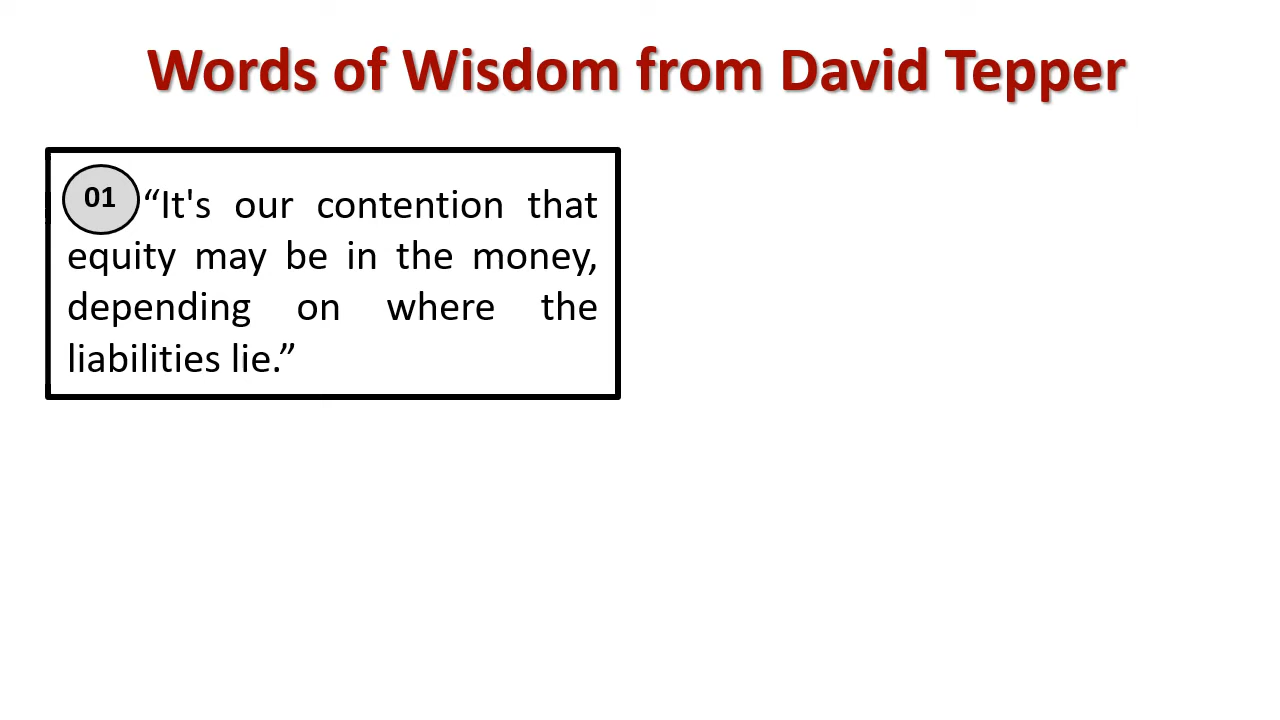 Words of Wisdom from David Tepper
01 “It's our contention that
equity may be in the money,
depending on where the
liabilities lie.”